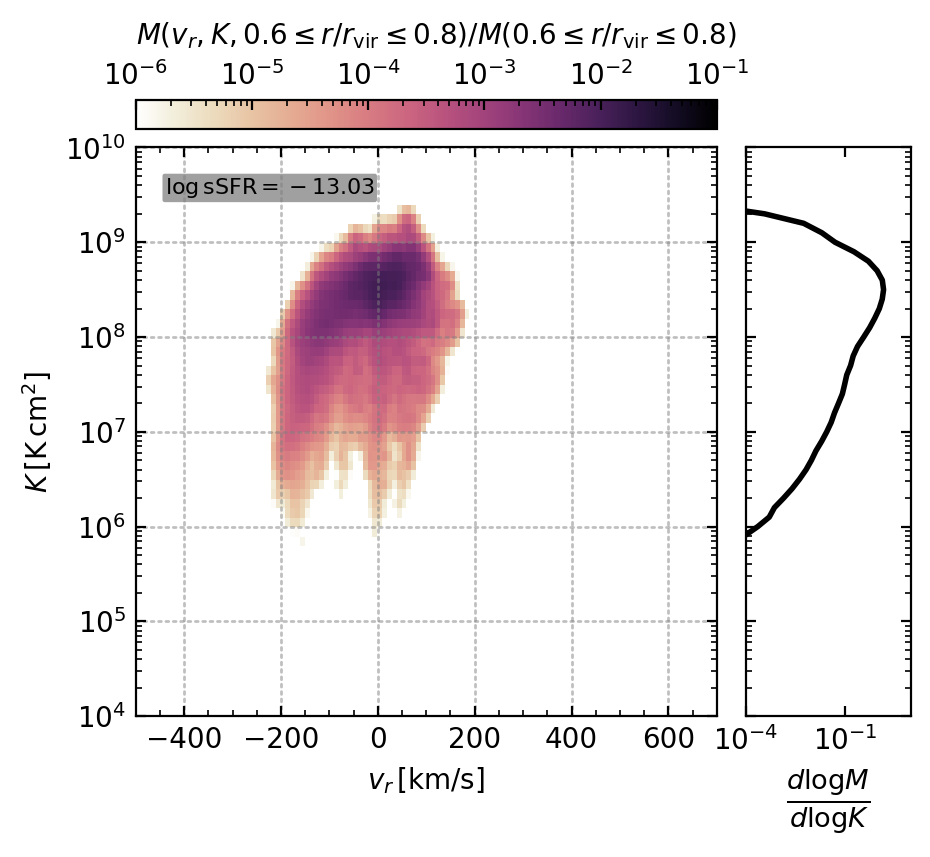 M(v_r, K, 0.6 ≤ r/r_vir ≤ 0.8)/M(0.6 ≤ r/r_vir ≤ 0.8)
10^−6 10^−5 10^−4 10^−3 10^−2 10^−1
10^10
log sSFR = −13.03
10^9
10^8
10^7
10^6
10^5
10^4
K [K cm^2]
−400 −200 0 200 400 600
10^−4 10^−1
v_r [km/s]
dlogM
dlogK